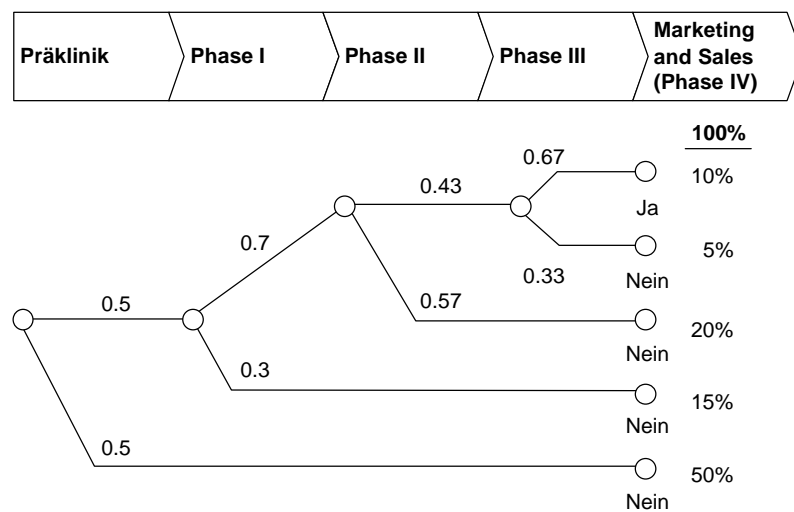 Präklinik
Phase I
Phase II
Phase III
Marketing
and Sales
(Phase IV)
100%
0.67
10%
0.43
Ja
0.7
5%
0.33
Nein
0.5
0.57
20%
Nein
0.3
15%
Nein
0.5
50%
Nein